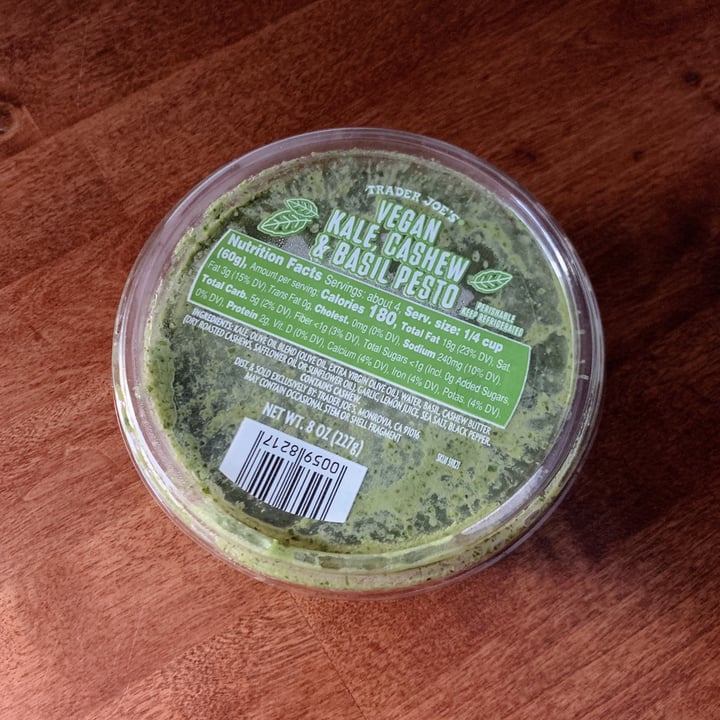 TRADER JOE'S
VEGAN
KALE CASHEW
& BASIL PESTO
PERISHABLE
KEEP REFRIGERATED
Nutrition Facts Servings: about 4, Serv. size: 1/4 cup
(60g), Amount per serving: Calories 180, Total Fat 18g (23% DV), Sat.
Fat 3g (15% DV), Trans Fat 0g, Cholest. 0mg (0% DV), Sodium 240mg (10% DV),
Total Carb. 5g (2% DV), Fiber <1g (3% DV), Total Sugars <1g (Incl. 0g Added Sugars,
0% DV), Protein 2g, Vit. D (0% DV), Calcium (4% DV), Iron (4% DV), Potas. (4% DV)
INGREDIENTS: KALE, OLIVE OIL BLEND (OLIVE OIL, EXTRA VIRGIN OLIVE OIL), WATER, BASIL, CASHEW BUTTER
(DRY ROASTED CASHEWS, SAFFLOWER OIL OR SUNFLOWER OIL), GARLIC, LEMON JUICE, SEA SALT, BLACK PEPPER.
CONTAINS CASHEW.
DIST. & SOLD EXCLUSIVELY BY: TRADER JOE'S, MONROVIA, CA 91016
MAY CONTAIN OCCASIONAL STEM OR SHELL FRAGMENT
NET WT. 8 OZ (227g)
0059 8217